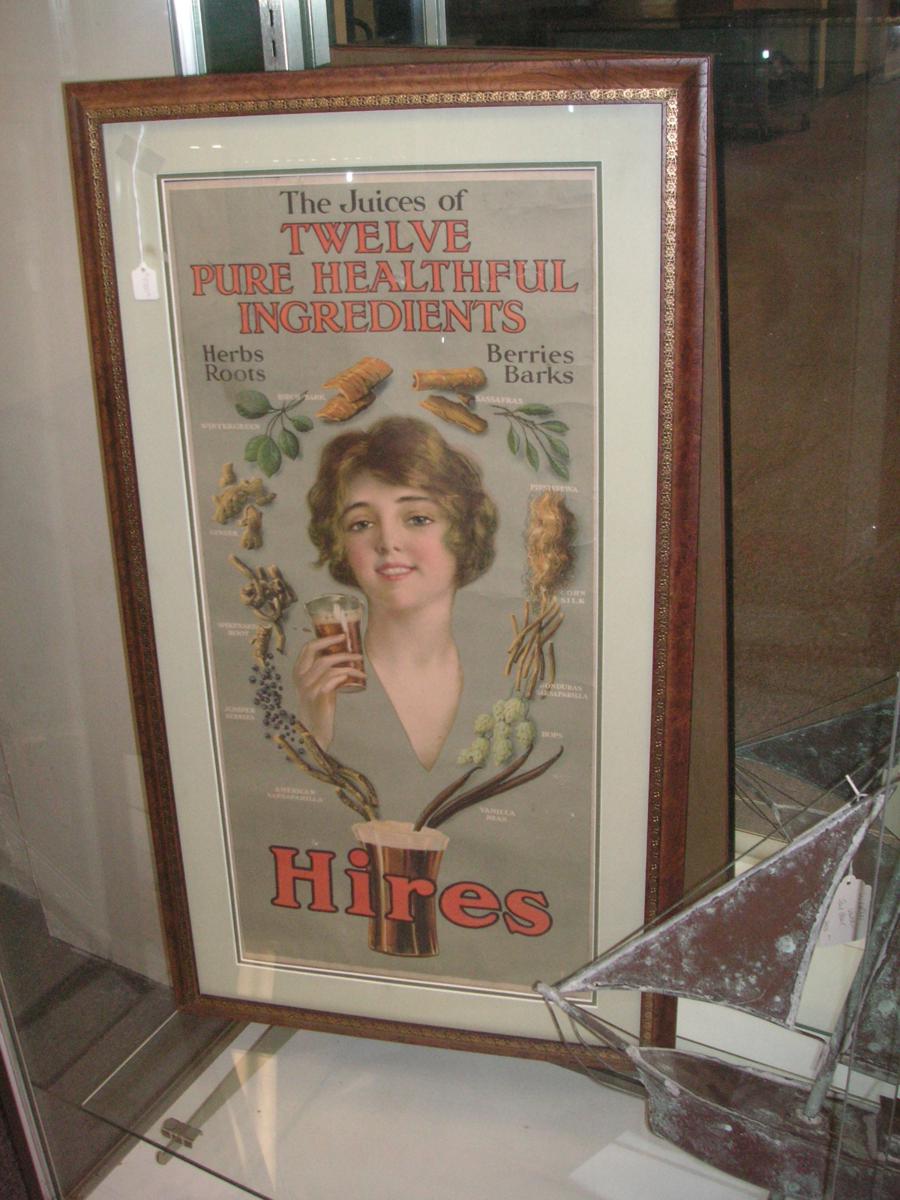 The Juices of
TWELVE
PURE HEALTHFUL
INGREDIENTS
Herbs
Roots
Berries
Barks
BIRCH BARK
SASSAFRAS
WINTERGREEN
PIPSISSEWA
GINGER
CORN
SILK
SPIKENARD
ROOT
HONDURAS
SARSAPARILLA
JUNIPER
BERRIES
HOPS
AMERICAN
SARSAPARILLA
VANILLA
BEAN
Hires